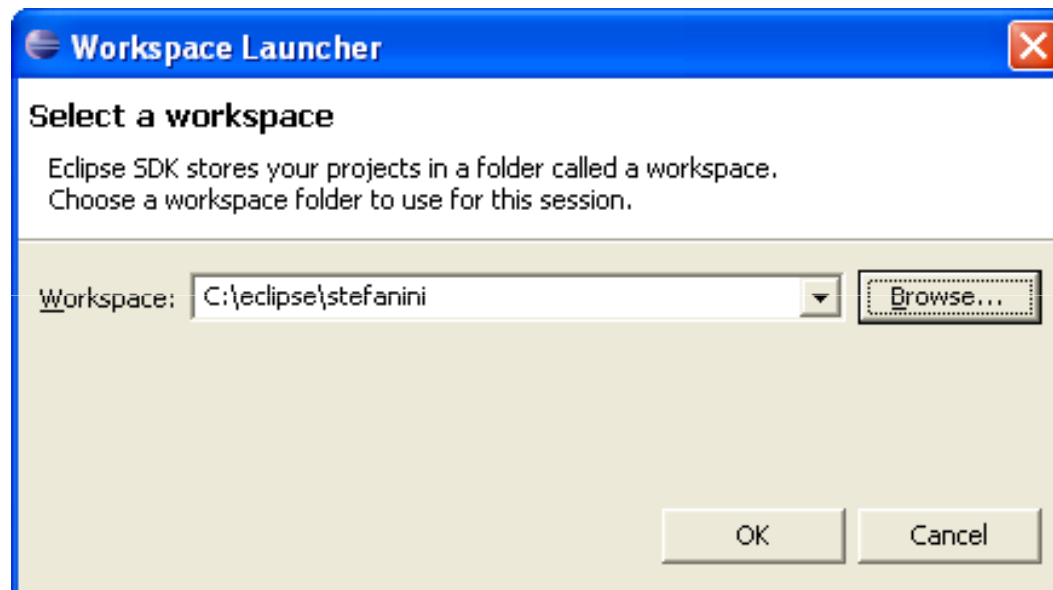 Workspace Launcher
Select a workspace
Eclipse SDK stores your projects in a folder called a workspace.
Choose a workspace folder to use for this session.
Workspace: C:\eclipse\stefanini Browse...
OK Cancel